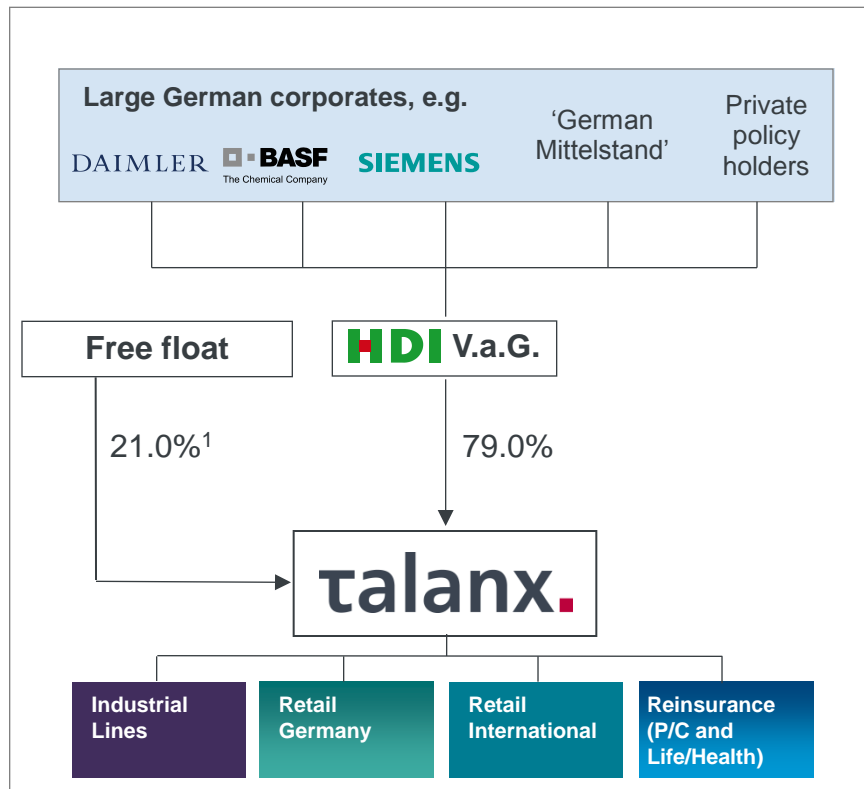 Large German corporates, e.g.
DAIMLER
BASF
The Chemical Company
SIEMENS
‘German
Mittelstand’
Private
policy
holders
Free float
HDI V.a.G.
21.0%¹
79.0%
talanx.
Industrial
Lines
Retail
Germany
Retail
International
Reinsurance
(P/C and
Life/Health)